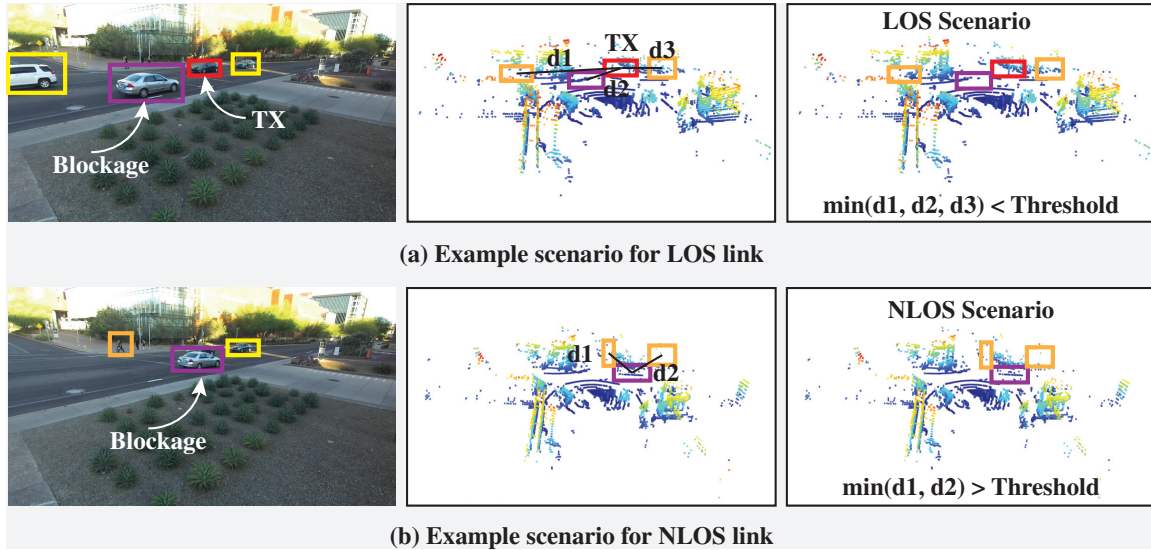 Blockage
TX
d1
TX
d3
d2
LOS Scenario
min(d1, d2, d3) < Threshold
(a) Example scenario for LOS link
Blockage
d1
d2
NLOS Scenario
min(d1, d2) > Threshold
(b) Example scenario for NLOS link